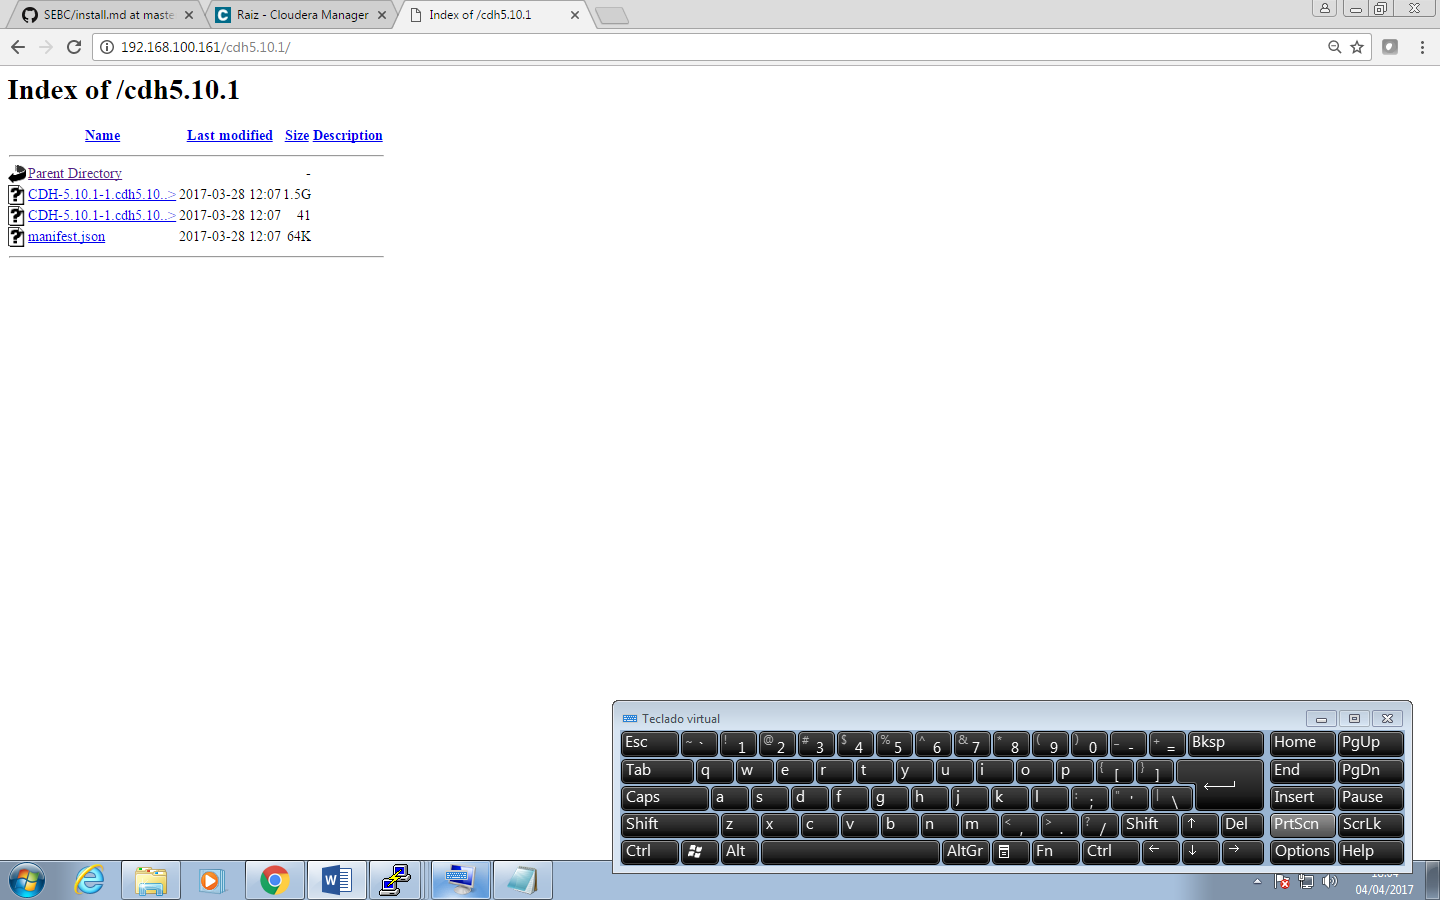 SEBC/install.md at maste
Raiz - Cloudera Manager
Index of /cdh5.10.1
192.168.100.161/cdh5.10.1/
Index of /cdh5.10.1
Name Last modified Size Description
Parent Directory -
CDH-5.10.1-1.cdh5.10..> 2017-03-28 12:07 1.5G
CDH-5.10.1-1.cdh5.10..> 2017-03-28 12:07 41
manifest.json 2017-03-28 12:07 64K
Teclado virtual
Esc ~ ` ! 1 @ 2 # 3 $ 4 % 5 ^ 6 & 7 * 8 ( 9 ) 0 _ - + = Bksp Home PgUp
Tab q w e r t y u i o p { [ } ] End PgDn
Caps a s d f g h j k l : ; " ' | \ Insert Pause
Shift z x c v b n m < , > . ? / Shift ↑ Del PrtScn ScrLk
Ctrl Alt AltGr Fn Ctrl ← ↓ → Options Help
04/04/2017